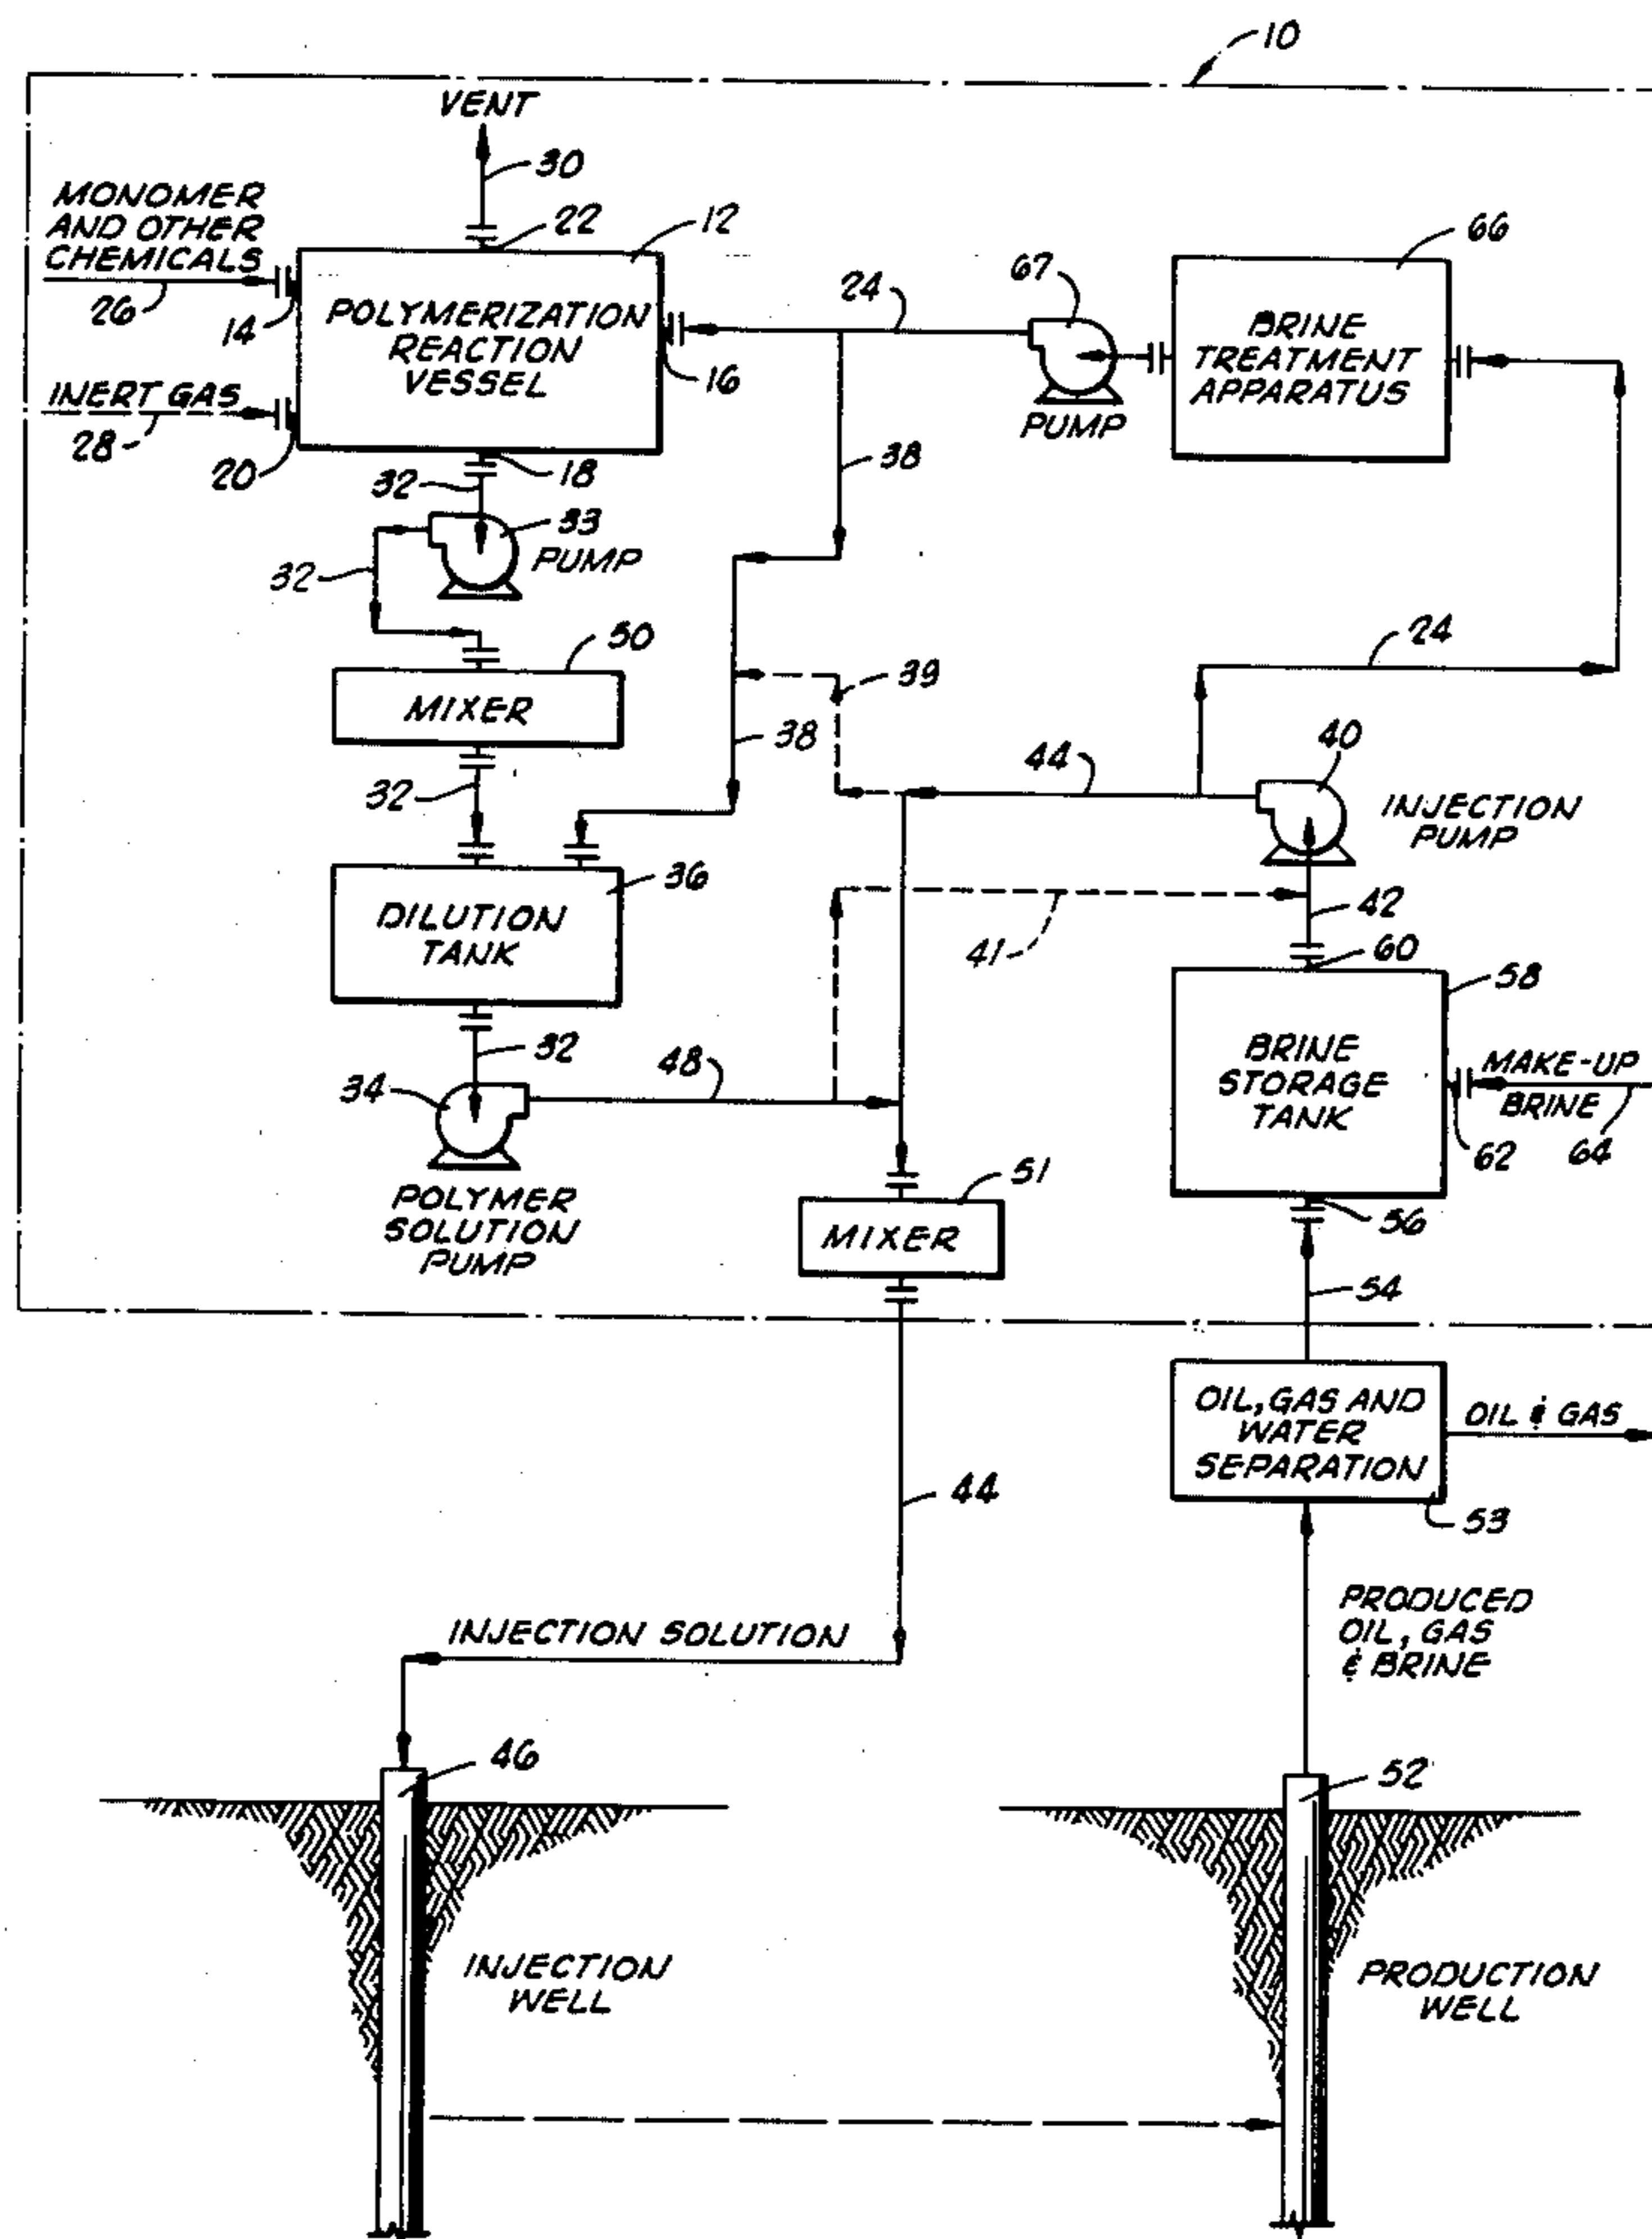 10
VENT
30
MONOMER
AND OTHER
CHEMICALS
26
14
22
12
POLYMERIZATION
REACTION
VESSEL
16
24
67
PUMP
66
BRINE
TREATMENT
APPARATUS
INERT GAS
28
20
18
32
33
PUMP
32
38
50
MIXER
39
24
38
32
44
40
INJECTION
PUMP
36
DILUTION
TANK
41
42
60
58
32
48
34
POLYMER
SOLUTION
PUMP
BRINE
STORAGE
TANK
MAKE-UP
BRINE
62
64
51
MIXER
56
54
OIL, GAS AND
WATER
SEPARATION
OIL & GAS
53
44
PRODUCED
OIL, GAS
& BRINE
INJECTION SOLUTION
46
52
INJECTION
WELL
PRODUCTION
WELL